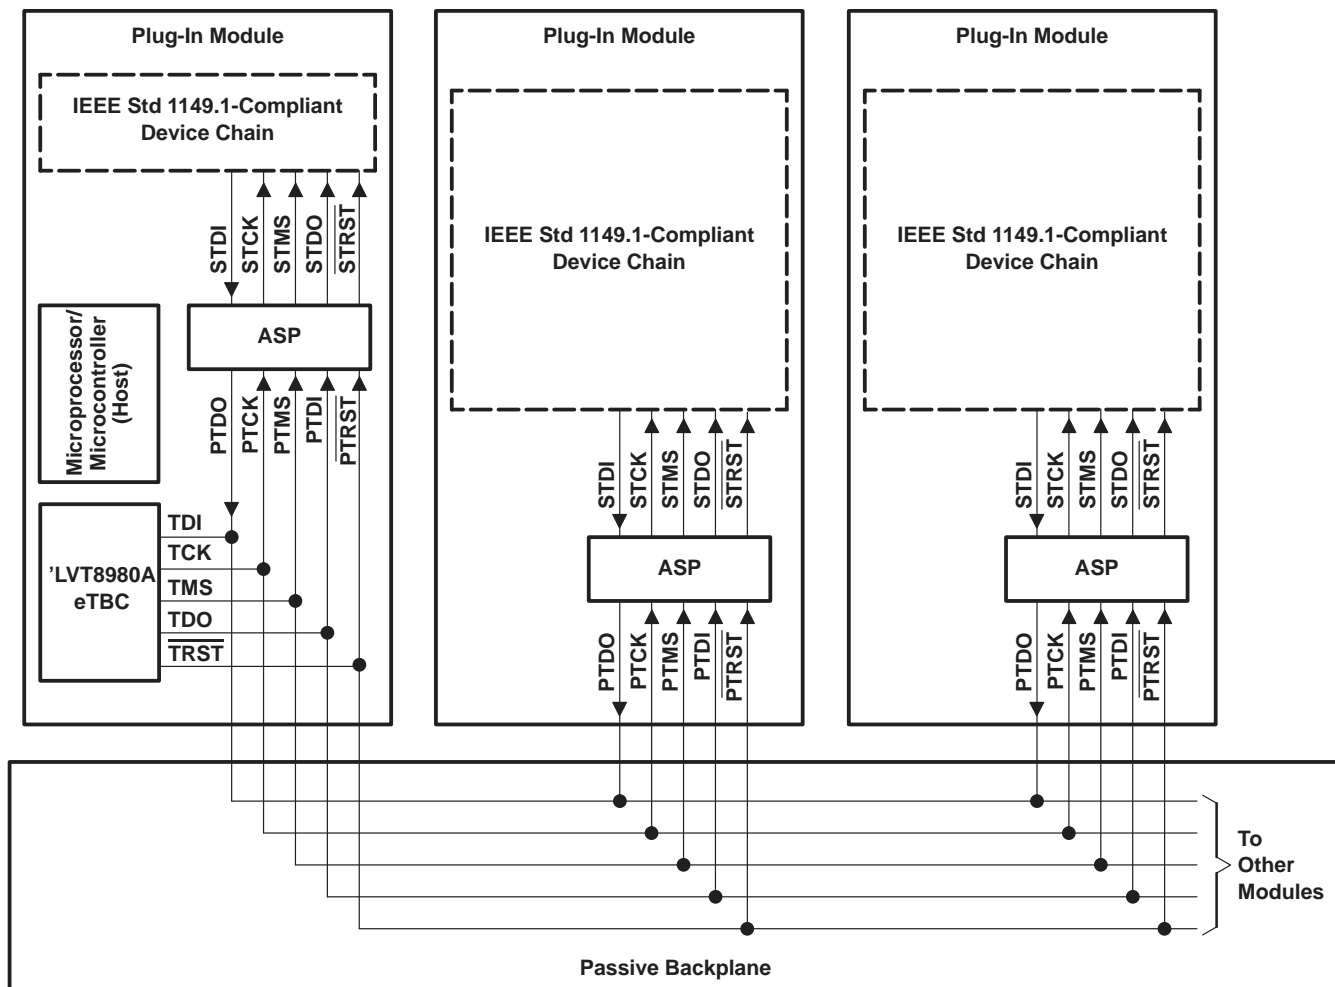 Plug-In Module
IEEE Std 1149.1-Compliant
Device Chain
STDI
STCK
STMS
STDO
STRST
ASP
PTDO
PTCK
PTMS
PTDI
PTRST
Microprocessor/
Microcontroller
(Host)
’LVT8980A
eTBC
TDI
TCK
TMS
TDO
TRST
Plug-In Module
IEEE Std 1149.1-Compliant
Device Chain
STDI
STCK
STMS
STDO
STRST
ASP
PTDO
PTCK
PTMS
PTDI
PTRST
Plug-In Module
IEEE Std 1149.1-Compliant
Device Chain
STDI
STCK
STMS
STDO
STRST
ASP
PTDO
PTCK
PTMS
PTDI
PTRST
To
Other
Modules
Passive Backplane